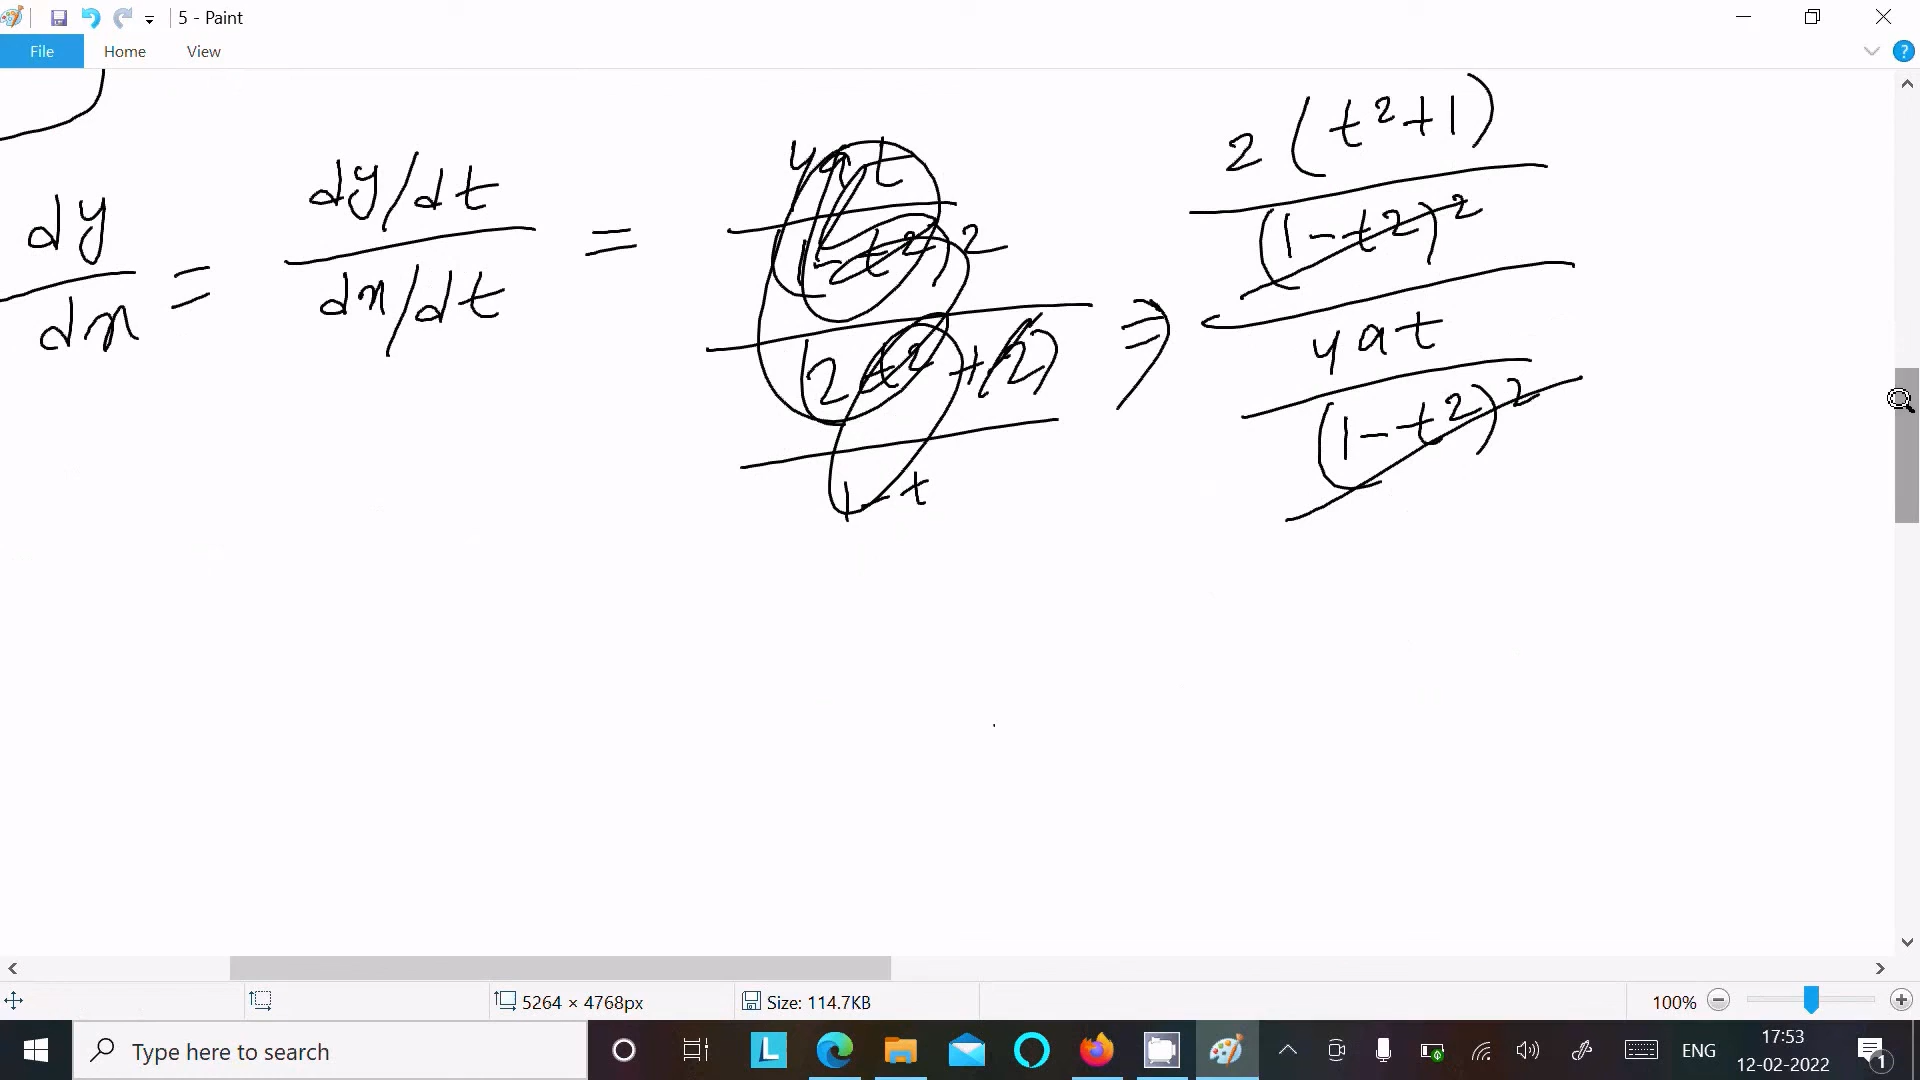 5 - Paint
File Home View
dy/dx = (dy/dt)/(dx/dt) = ⇒ (2(t²+1)/(1-t²)²)/(4at/(1-t²)²)
5264 × 4768px Size: 114.7KB 100%
Type here to search
L
ENG
17:53
12-02-2022
1